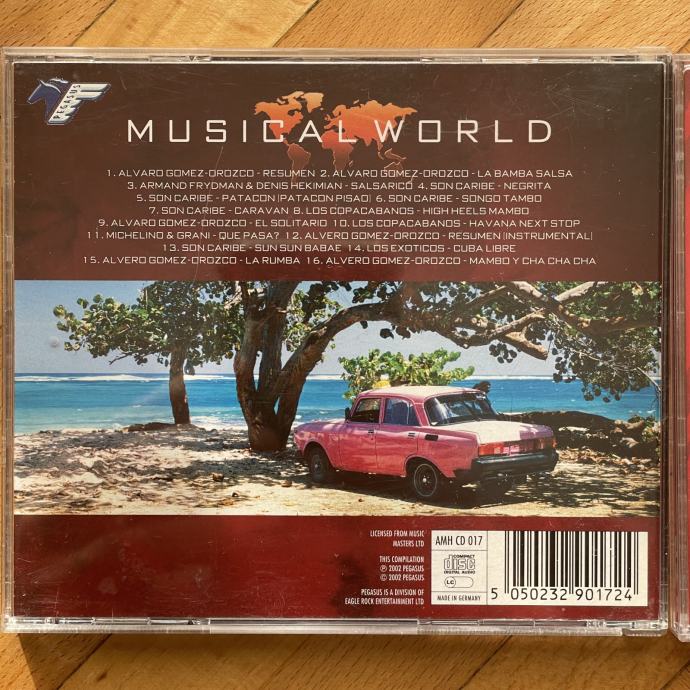 PEGASUS
MUSICAL WORLD
1. ALVARO GOMEZ-OROZCO - RESUMEN 2. ALVARO GOMEZ-OROZCO - LA BAMBA SALSA
3. ARMAND FRYDMAN & DENIS HEKIMIAN - SALSARICO 4. SON CARIBE - NEGRITA
5. SON CARIBE - PATACON (PATACON PISAO) 6. SON CARIBE - SONGO TAMBO
7. SON CARIBE - CARAVAN 8. LOS COPACABANOS - HIGH HEELS MAMBO
9. ALVARO GOMEZ-OROZCO - EL SOLITARIO 10. LOS COPACABANOS - HAVANA NEXT STOP
11. MICHELINO & GRANI - QUE PASA? 12. ALVERO GOMEZ-OROZCO - RESUMEN (INSTRUMENTAL)
13. SON CARIBE - SUN SUN BABAE 14. LOS EXOTICOS - CUBA LIBRE
15. ALVERO GOMEZ-OROZCO - LA RUMBA 16. ALVERO GOMEZ-OROZCO - MAMBO Y CHA CHA CHA
LICENSED FROM MUSIC
MASTERS LTD
THIS COMPILATION
℗ 2002 PEGASUS
© 2002 PEGASUS
PEGASUS IS A DIVISION OF
EAGLE ROCK ENTERTAINMENT LTD
AMH CD 017
COMPACT
disc
DIGITAL AUDIO
LC
MADE IN GERMANY
5 050232 901724